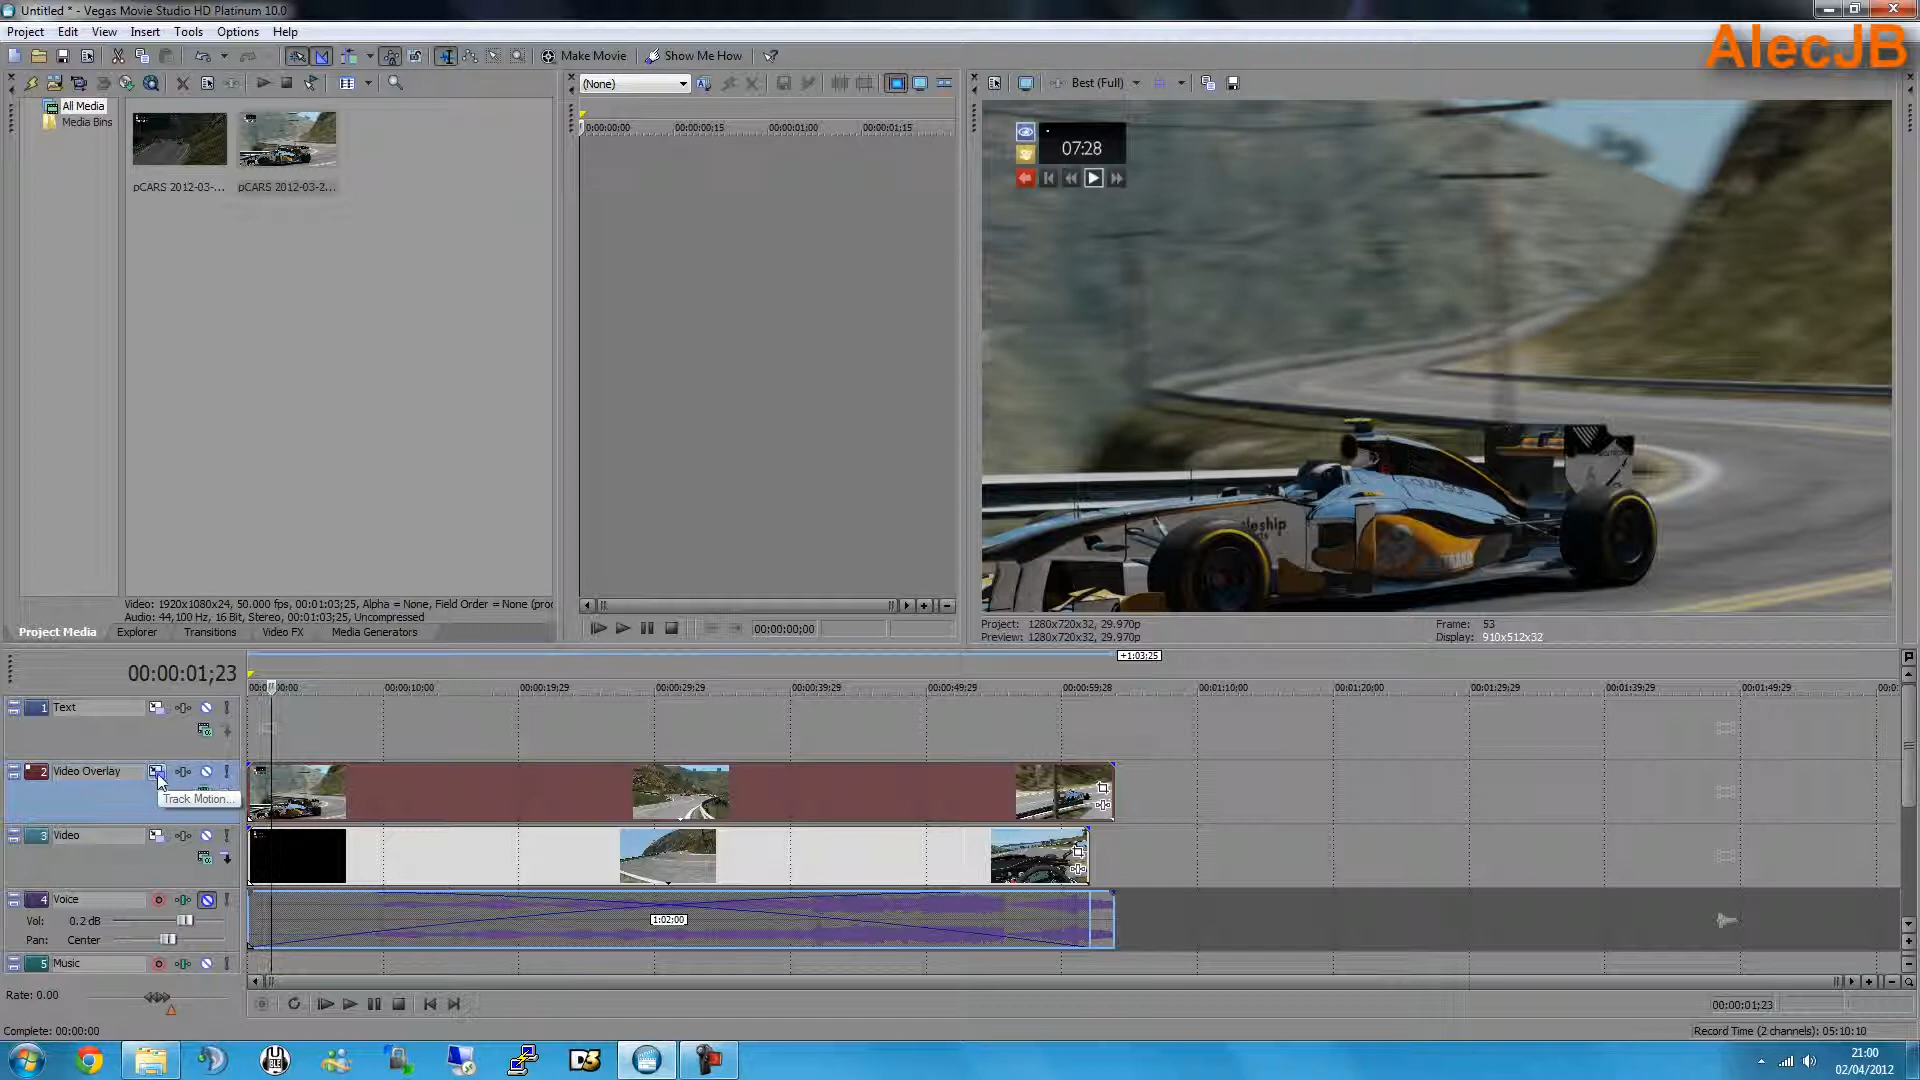 Untitled * - Vegas Movie Studio HD Platinum 10.0
AlecJB
Project Edit View Insert Tools Options Help
Make Movie Show Me How
(None)
Best (Full)
All Media
Media Bins
pCARS 2012-03-... pCARS 2012-03-2...
0:00:00;00 00:00:00;15 00:00:01;00 00:00:01;15
07:28
Video: 1920x1080x24, 50.000 fps, 00:01:03;25, Alpha = None, Field Order = None (prog
Audio: 44,100 Hz, 16 Bit, Stereo, 00:01:03;25, Uncompressed
Project Media Explorer Transitions Video FX Media Generators
00:00:00;00
Project: 1280x720x32, 29.970p
Preview: 1280x720x32, 29.970p
Frame: 53
Display: 910x512x32
00:00:01;23
+1:03;25
00:00:10;00 00:00:19;29 00:00:29;29 00:00:39;29 00:00:49;29 00:00:59;28 00:01:10;00 00:01:20;00 00:01:29;29 00:01:39;29 00:01:49;29
1 Text
2 Video Overlay
Track Motion...
3 Video
4 Voice
Vol: 0.2 dB
Pan: Center
1:02:00
5 Music
Rate: 0.00
00:00:01;23
Complete: 00:00:00
Record Time (2 channels): 05:10:10
D3
21:00
02/04/2012